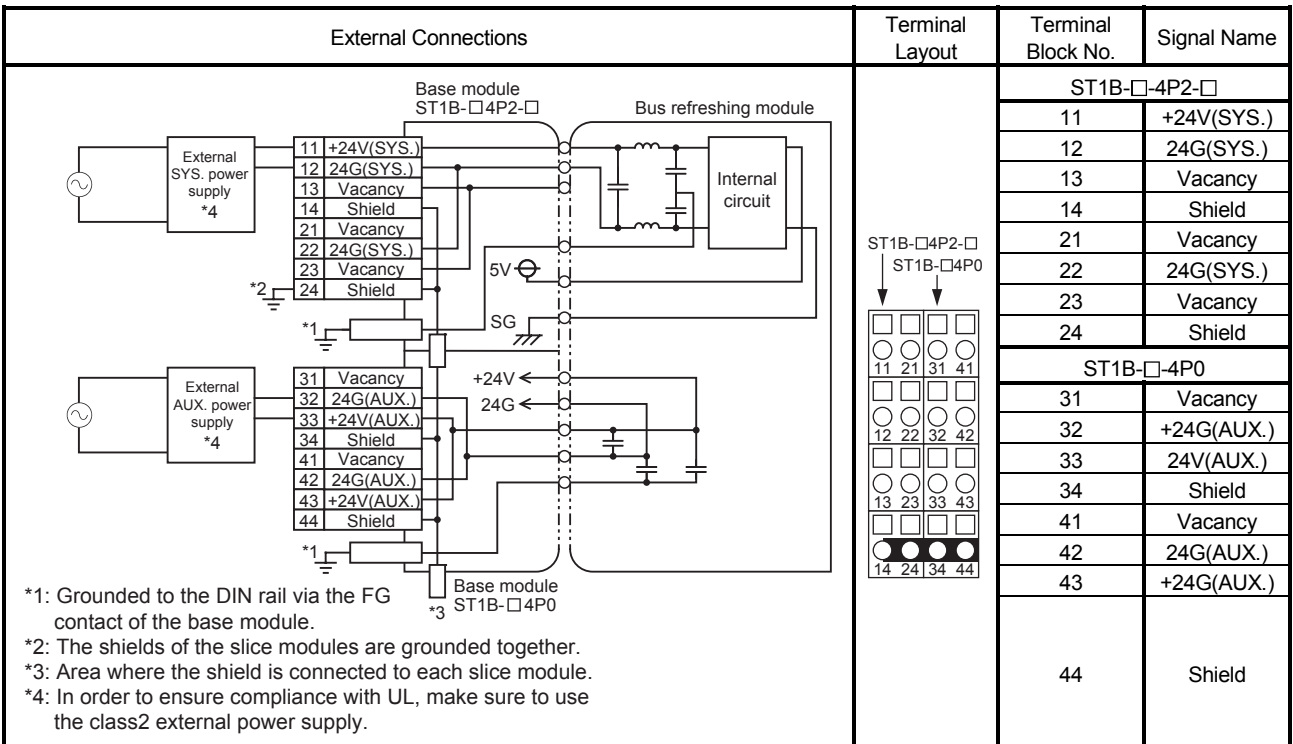 External Connections
Terminal
Layout
Terminal
Block No.
Signal Name
Base module
ST1B-□4P2-□
Bus refreshing module
External
SYS. power
supply
*4
11 +24V(SYS.)
12 24G(SYS.)
13 Vacancy
14 Shield
21 Vacancy
22 24G(SYS.)
23 Vacancy
24 Shield
*2
*1
Internal
circuit
5V
SG
External
AUX. power
supply
*4
31 Vacancy
32 24G(AUX.)
33 +24V(AUX.)
34 Shield
41 Vacancy
42 24G(AUX.)
43 +24V(AUX.)
44 Shield
*1
+24V
24G
*3
Base module
ST1B-□4P0
*1: Grounded to the DIN rail via the FG
contact of the base module.
*2: The shields of the slice modules are grounded together.
*3: Area where the shield is connected to each slice module.
*4: In order to ensure compliance with UL, make sure to use
the class2 external power supply.
ST1B-□4P2-□
ST1B-□4P0
11 21 31 41
12 22 32 42
13 23 33 43
14 24 34 44
ST1B-□-4P2-□
11 +24V(SYS.)
12 24G(SYS.)
13 Vacancy
14 Shield
21 Vacancy
22 24G(SYS.)
23 Vacancy
24 Shield
ST1B-□-4P0
31 Vacancy
32 +24G(AUX.)
33 24V(AUX.)
34 Shield
41 Vacancy
42 24G(AUX.)
43 +24G(AUX.)
44 Shield